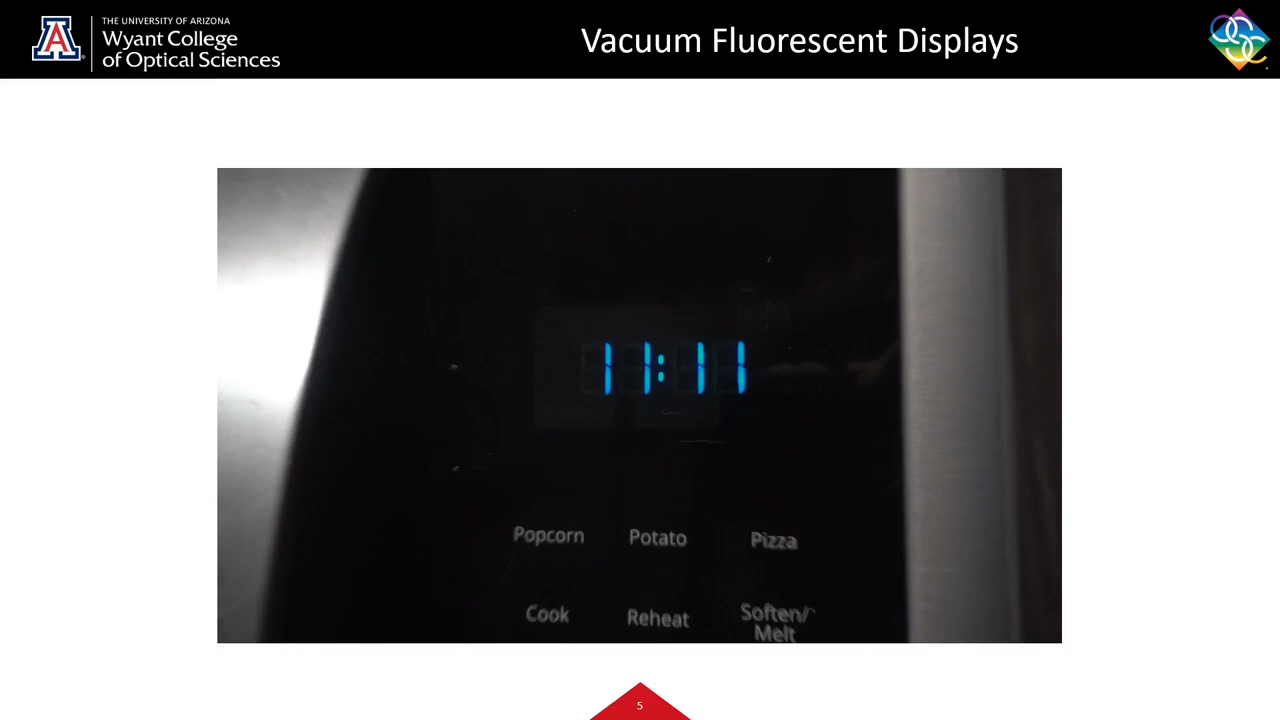 THE UNIVERSITY OF ARIZONA
Wyant College
of Optical Sciences
Vacuum Fluorescent Displays
A
OSC
11:11
Popcorn Potato Pizza
Cook Reheat Soften/
Melt
5